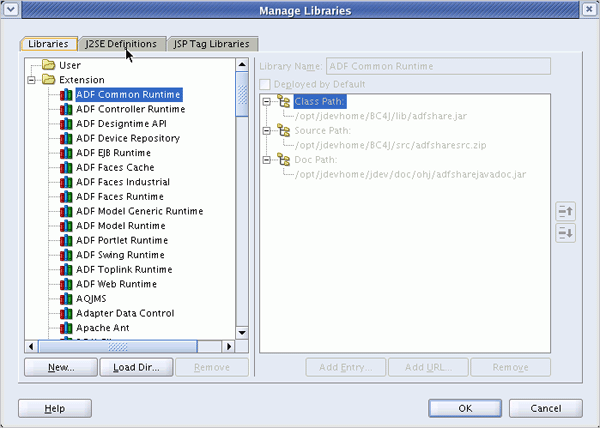 Manage Libraries
Libraries J2SE Definitions JSP Tag Libraries
User
Extension
ADF Common Runtime
ADF Controller Runtime
ADF Designtime API
ADF Device Repository
ADF EJB Runtime
ADF Faces Cache
ADF Faces Industrial
ADF Faces Runtime
ADF Model Generic Runtime
ADF Model Runtime
ADF Portlet Runtime
ADF Swing Runtime
ADF Toplink Runtime
ADF Web Runtime
AQJMS
Adapter Data Control
Apache Ant
New... Load Dir... Remove
Library Name: ADF Common Runtime
Deployed by Default
Class Path:
/opt/jdevhome/BC4J/lib/adfshare.jar
Source Path:
/opt/jdevhome/BC4J/src/adfsharesrc.zip
Doc Path:
/opt/jdevhome/jdev/doc/ohj/adfsharejavadoc.jar
Add Entry... Add URL... Remove
Help OK Cancel